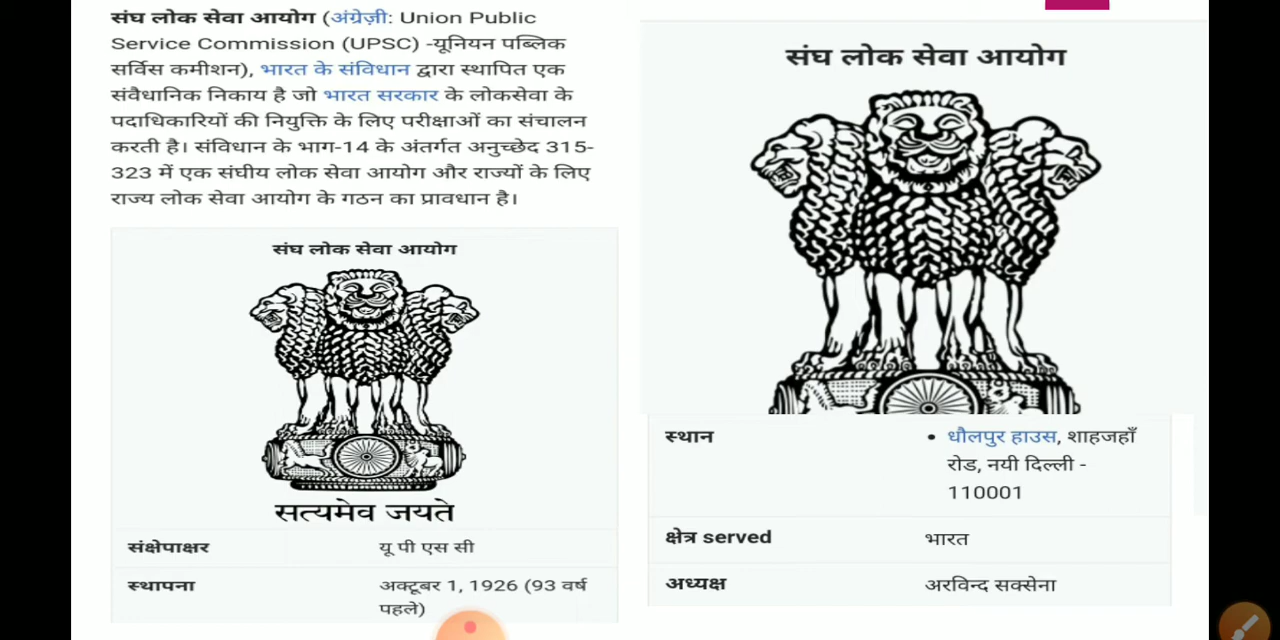 संघ लोक सेवा आयोग (अंग्रेज़ी: Union Public
Service Commission (UPSC) -यूनियन पब्लिक
सर्विस कमीशन), भारत के संविधान द्वारा स्थापित एक
संवैधानिक निकाय है जो भारत सरकार के लोकसेवा के
पदाधिकारियों की नियुक्ति के लिए परीक्षाओं का संचालन
करती है। संविधान के भाग-14 के अंतर्गत अनुच्छेद 315-
323 में एक संघीय लोक सेवा आयोग और राज्यों के लिए
राज्य लोक सेवा आयोग के गठन का प्रावधान है।
संघ लोक सेवा आयोग
सत्यमेव जयते
संक्षेपाक्षर यू पी एस सी
स्थापना अक्टूबर 1, 1926 (93 वर्ष
पहले)
संघ लोक सेवा आयोग
स्थान • धौलपुर हाउस, शाहजहाँ
रोड, नयी दिल्ली -
110001
क्षेत्र served भारत
अध्यक्ष अरविन्द सक्सेना